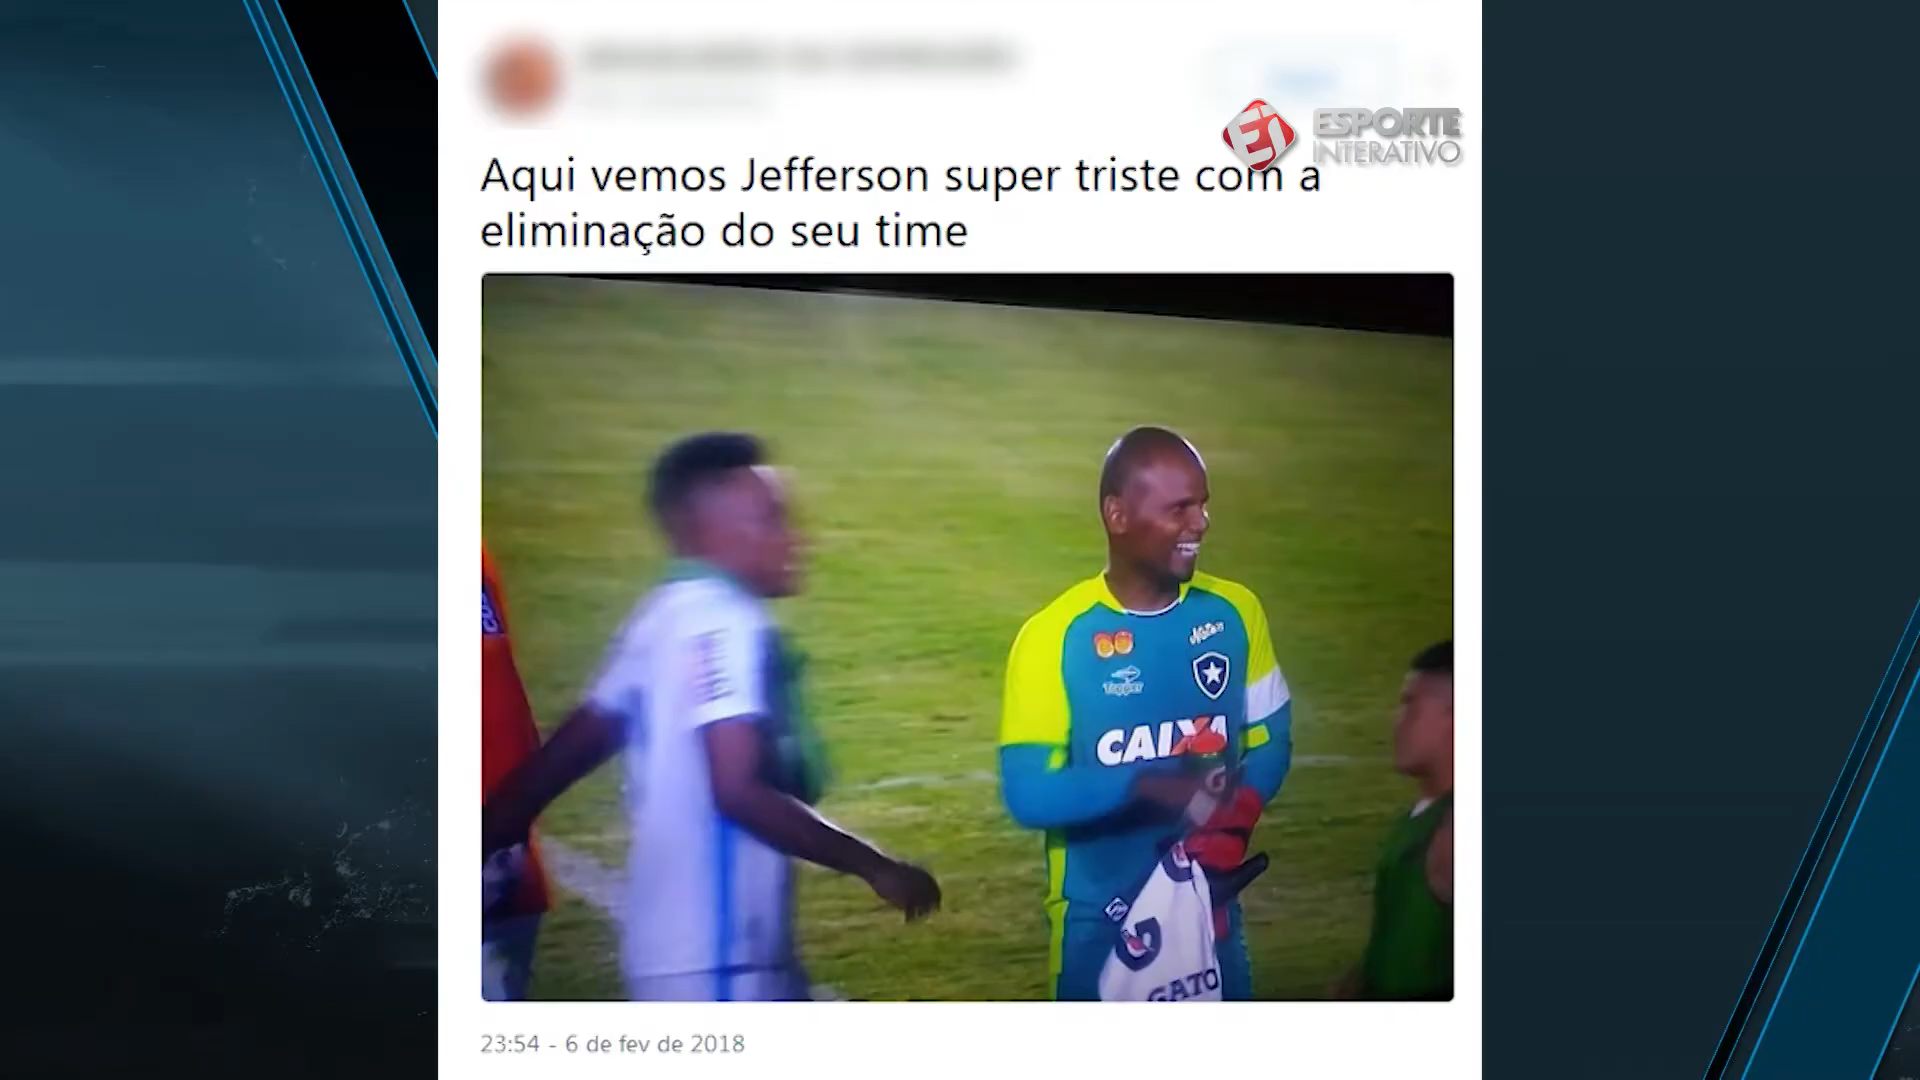 ESPORTE
INTERATIVO
Aqui vemos Jefferson super triste com a
eliminação do seu time
Topper
CAIXA
G
GATO
23:54 - 6 de fev de 2018